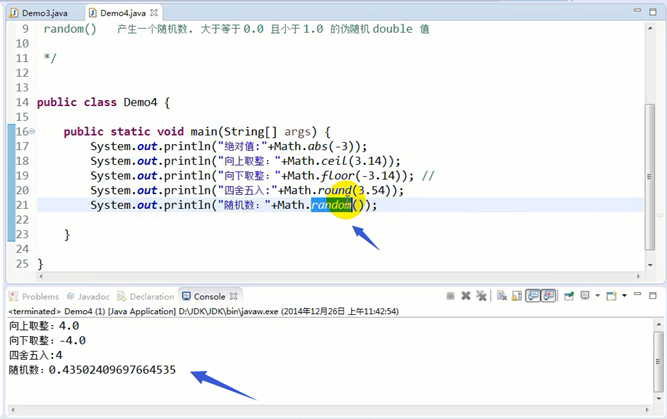 Demo3.java
Demo4.java
9 random() 产生一个随机数. 大于等于 0.0 且小于 1.0 的伪随机 double 值
10
11 */
12
13
14 public class Demo4 {
15
16 public static void main(String[] args) {
17 System.out.println("绝对值:"+Math.abs(-3));
18 System.out.println("向上取整："+Math.ceil(3.14));
19 System.out.println("向下取整："+Math.floor(-3.14)); //
20 System.out.println("四舍五入:"+Math.round(3.54));
21 System.out.println("随机数："+Math.random());
22
23 }
24
25 }
Problems @ Javadoc Declaration Console
<terminated> Demo4 (1) [Java Application] D:\JDK\JDK\bin\javaw.exe (2014年12月26日 上午11:42:54)
向上取整：4.0
向下取整：-4.0
四舍五入:4
随机数：0.43502409697664535